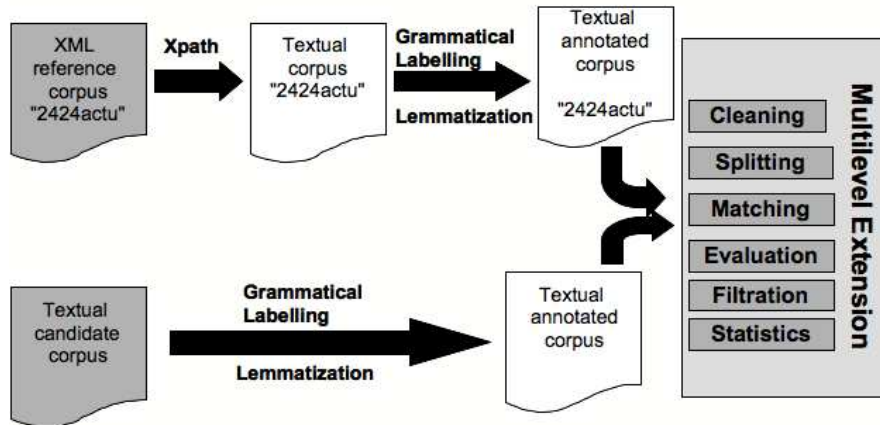 XML
reference
corpus
"2424actu"
Xpath
Textual
corpus
"2424actu"
Grammatical
Labelling
Lemmatization
Textual
annotated
corpus
"2424actu"
Textual
candidate
corpus
Grammatical
Labelling
Lemmatization
Textual
annotated
corpus
Cleaning
Splitting
Matching
Evaluation
Filtration
Statistics
Multilevel Extension